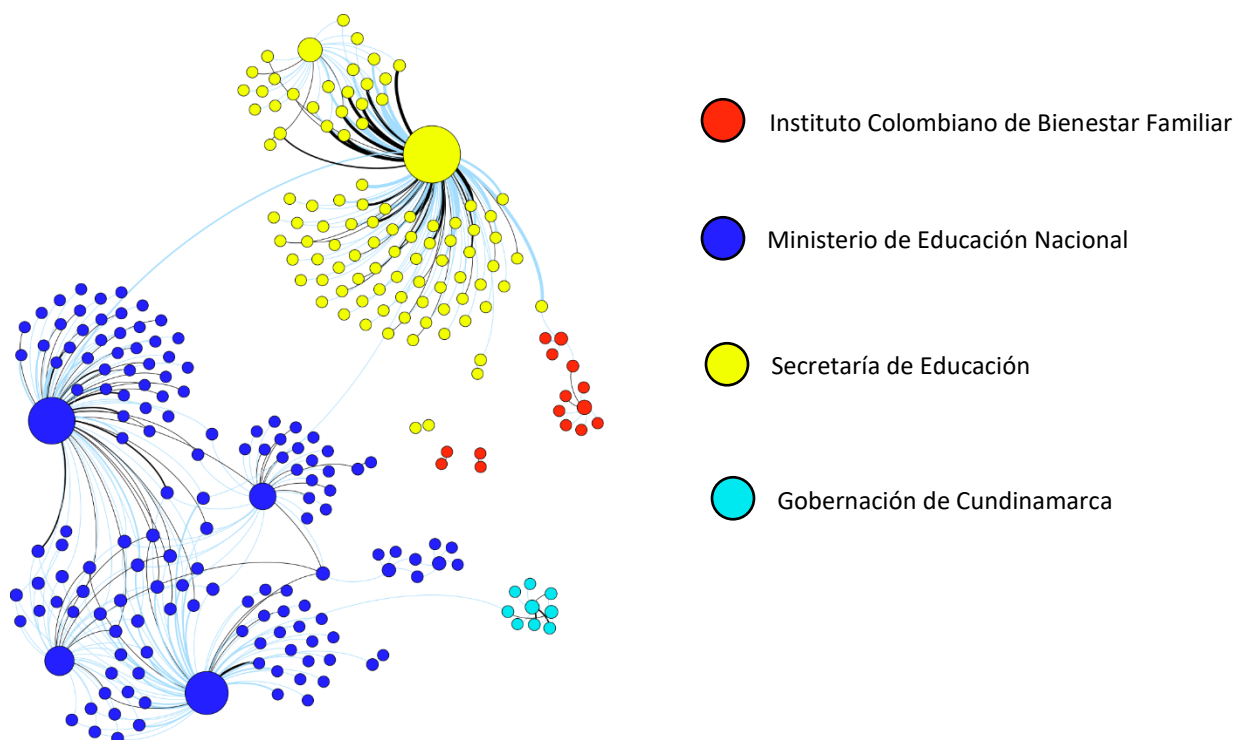 Instituto Colombiano de Bienestar Familiar
Ministerio de Educación Nacional
Secretaría de Educación
Gobernación de Cundinamarca